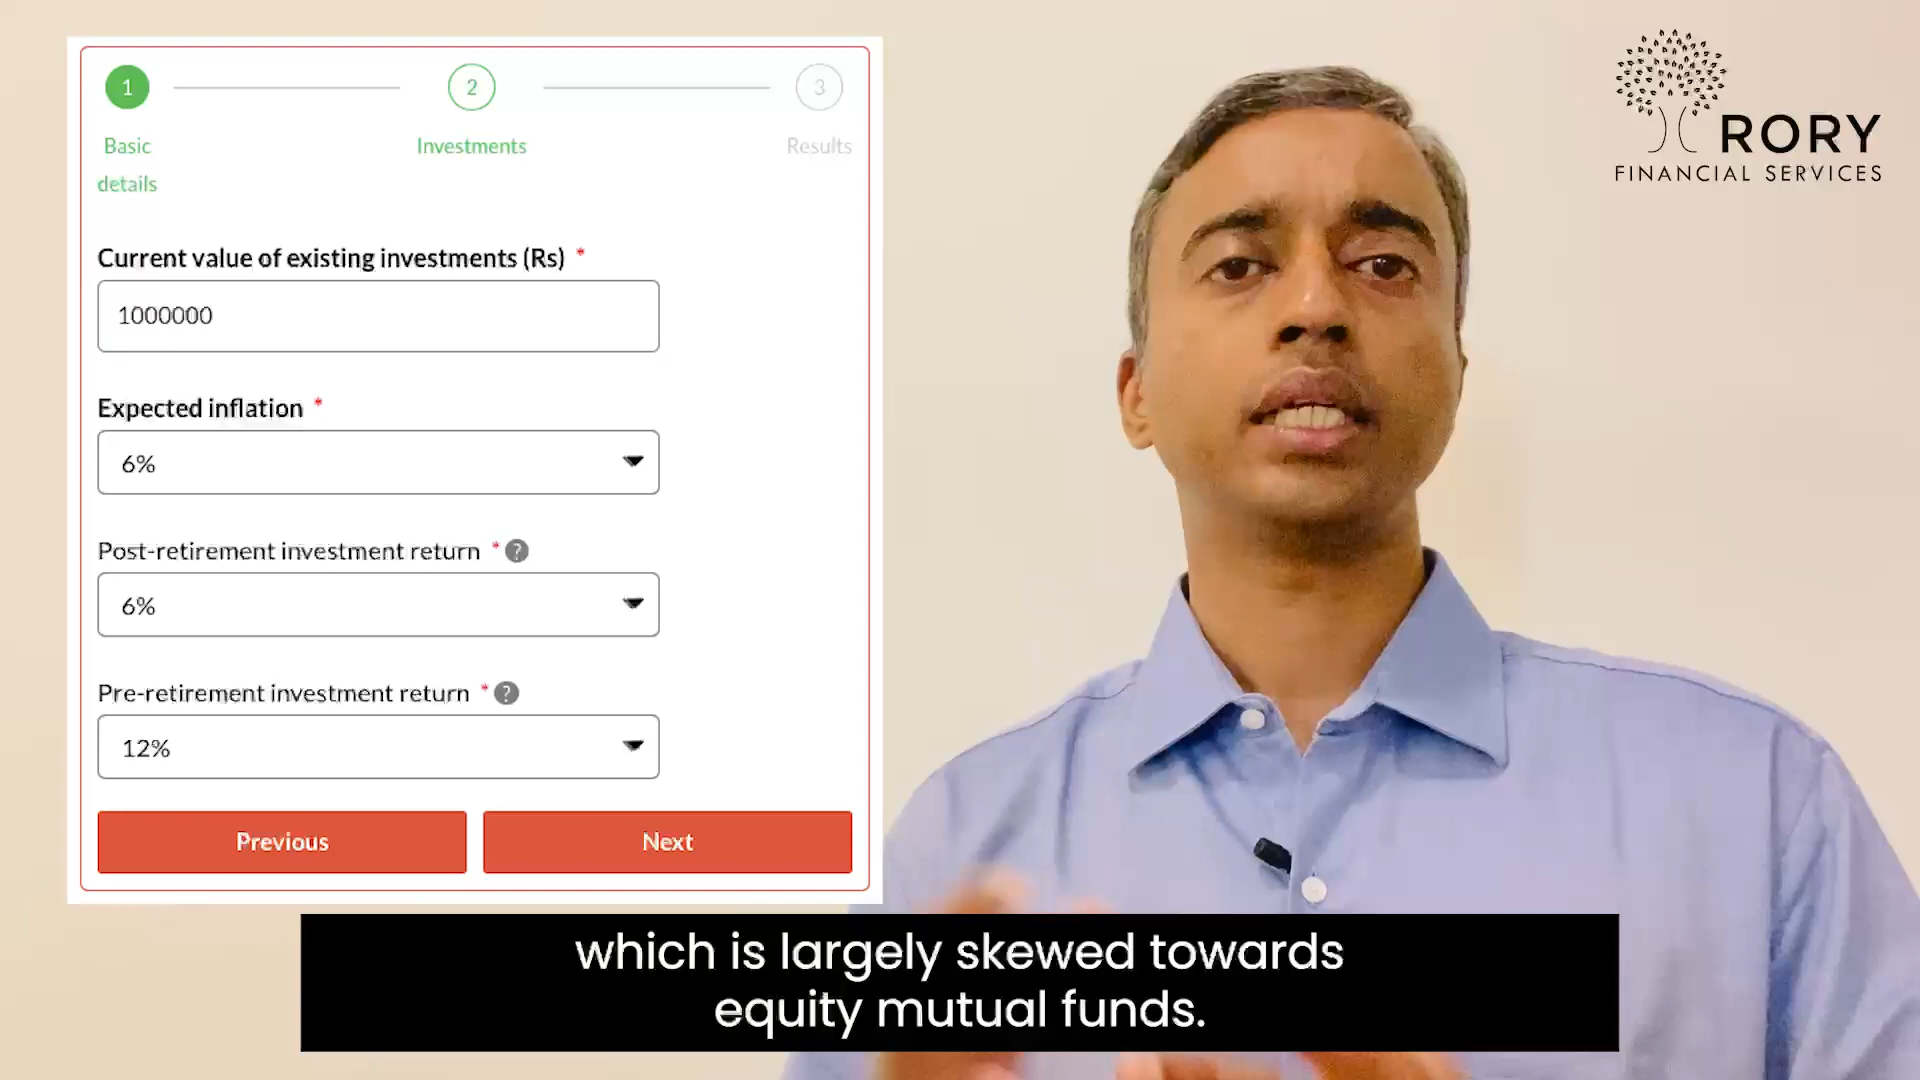 1
2
3
Basic
details
Investments
Results
Current value of existing investments (Rs) *
1000000
Expected inflation *
6%
Post-retirement investment return * ?
6%
Pre-retirement investment return * ?
12%
Previous
Next
RORY
FINANCIAL SERVICES
which is largely skewed towards
equity mutual funds.